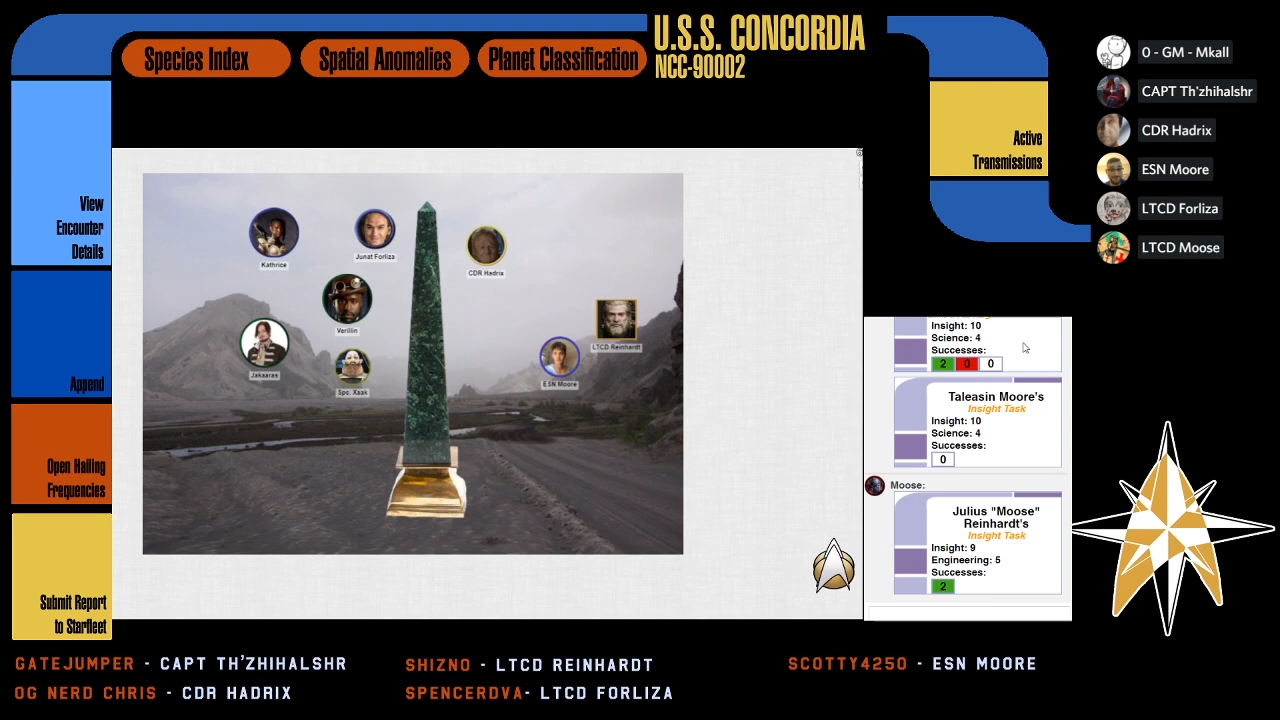 U.S.S. CONCORDIA
NCC-90002
Species Index
Spatial Anomalies
Planet Classification
View
Encounter
Details
Append
Open Hailing
Frequencies
Submit Report
to Starfleet
Active
Transmissions
0 - GM - Mkall
CAPT Th'zhihalshr
CDR Hadrix
ESN Moore
LTCD Forliza
LTCD Moose
Kathrice
Junat Forliza
CDR Hadrix
Verillin
LTCD Reinhardt
Jakaaras
ESN Moore
Spc. Xaak
Insight: 10
Science: 4
Successes:
2 0 0
Taleasin Moore's
Insight Task
Insight: 10
Science: 4
Successes:
0
Moose:
Julius "Moose"
Reinhardt's
Insight Task
Insight: 9
Engineering: 5
Successes:
2
GATEJUMPER - CAPT TH'ZHIHALSHR
SHIZNO - LTCD REINHARDT
SCOTTY4250 - ESN MOORE
OG NERD CHRIS - CDR HADRIX
SPENCERDVA- LTCD FORLIZA